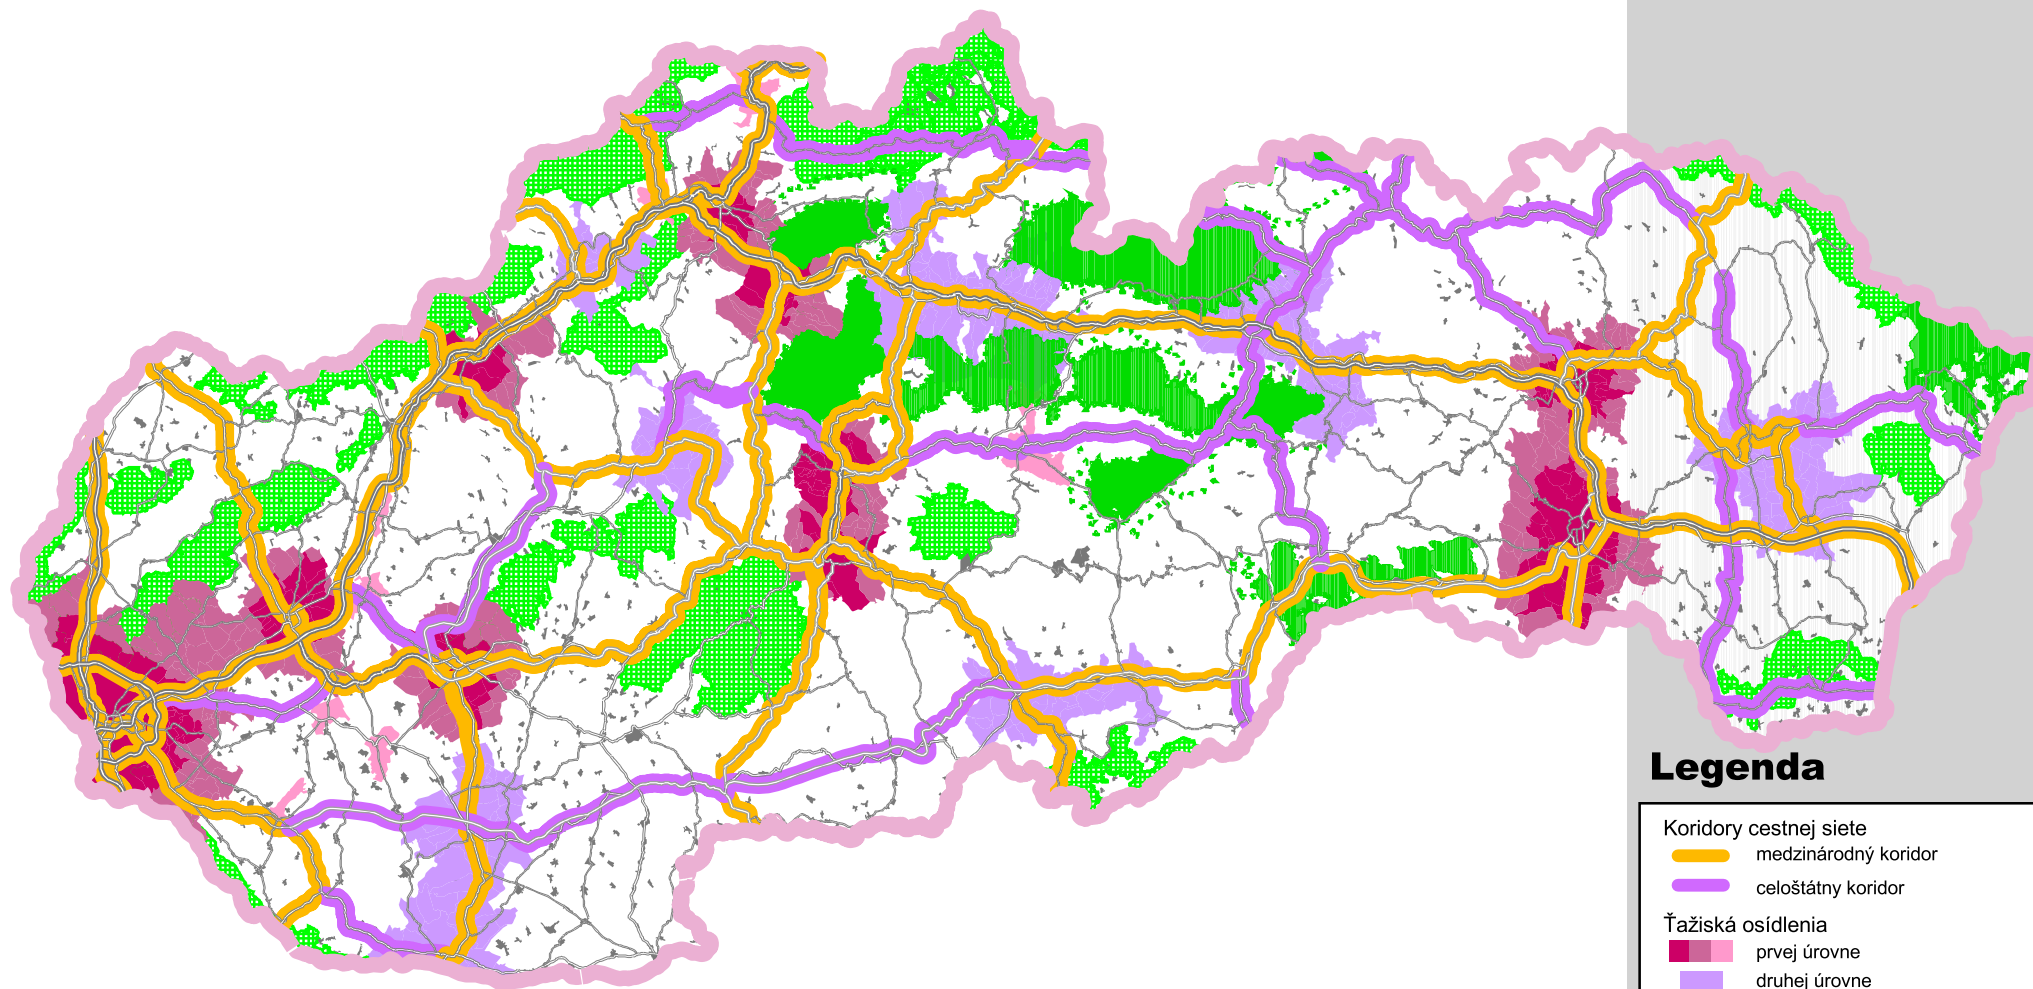 Legenda
Koridory cestnej siete
medzinárodný koridor
celoštátny koridor
Ťažiská osídlenia
prvej úrovne
druhej úrovne